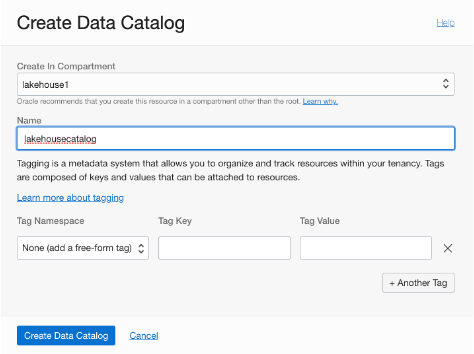 Create Data Catalog
Help
Create In Compartment
lakehouse1
Oracle recommends that you create this resource in a compartment other than the root. Learn why.
Name
lakehousecatalog
Tagging is a metadata system that allows you to organize and track resources within your tenancy. Tags
are composed of keys and values that can be attached to resources.
Learn more about tagging
Tag Namespace Tag Key Tag Value
None (add a free-form tag)
+ Another Tag
Create Data Catalog Cancel